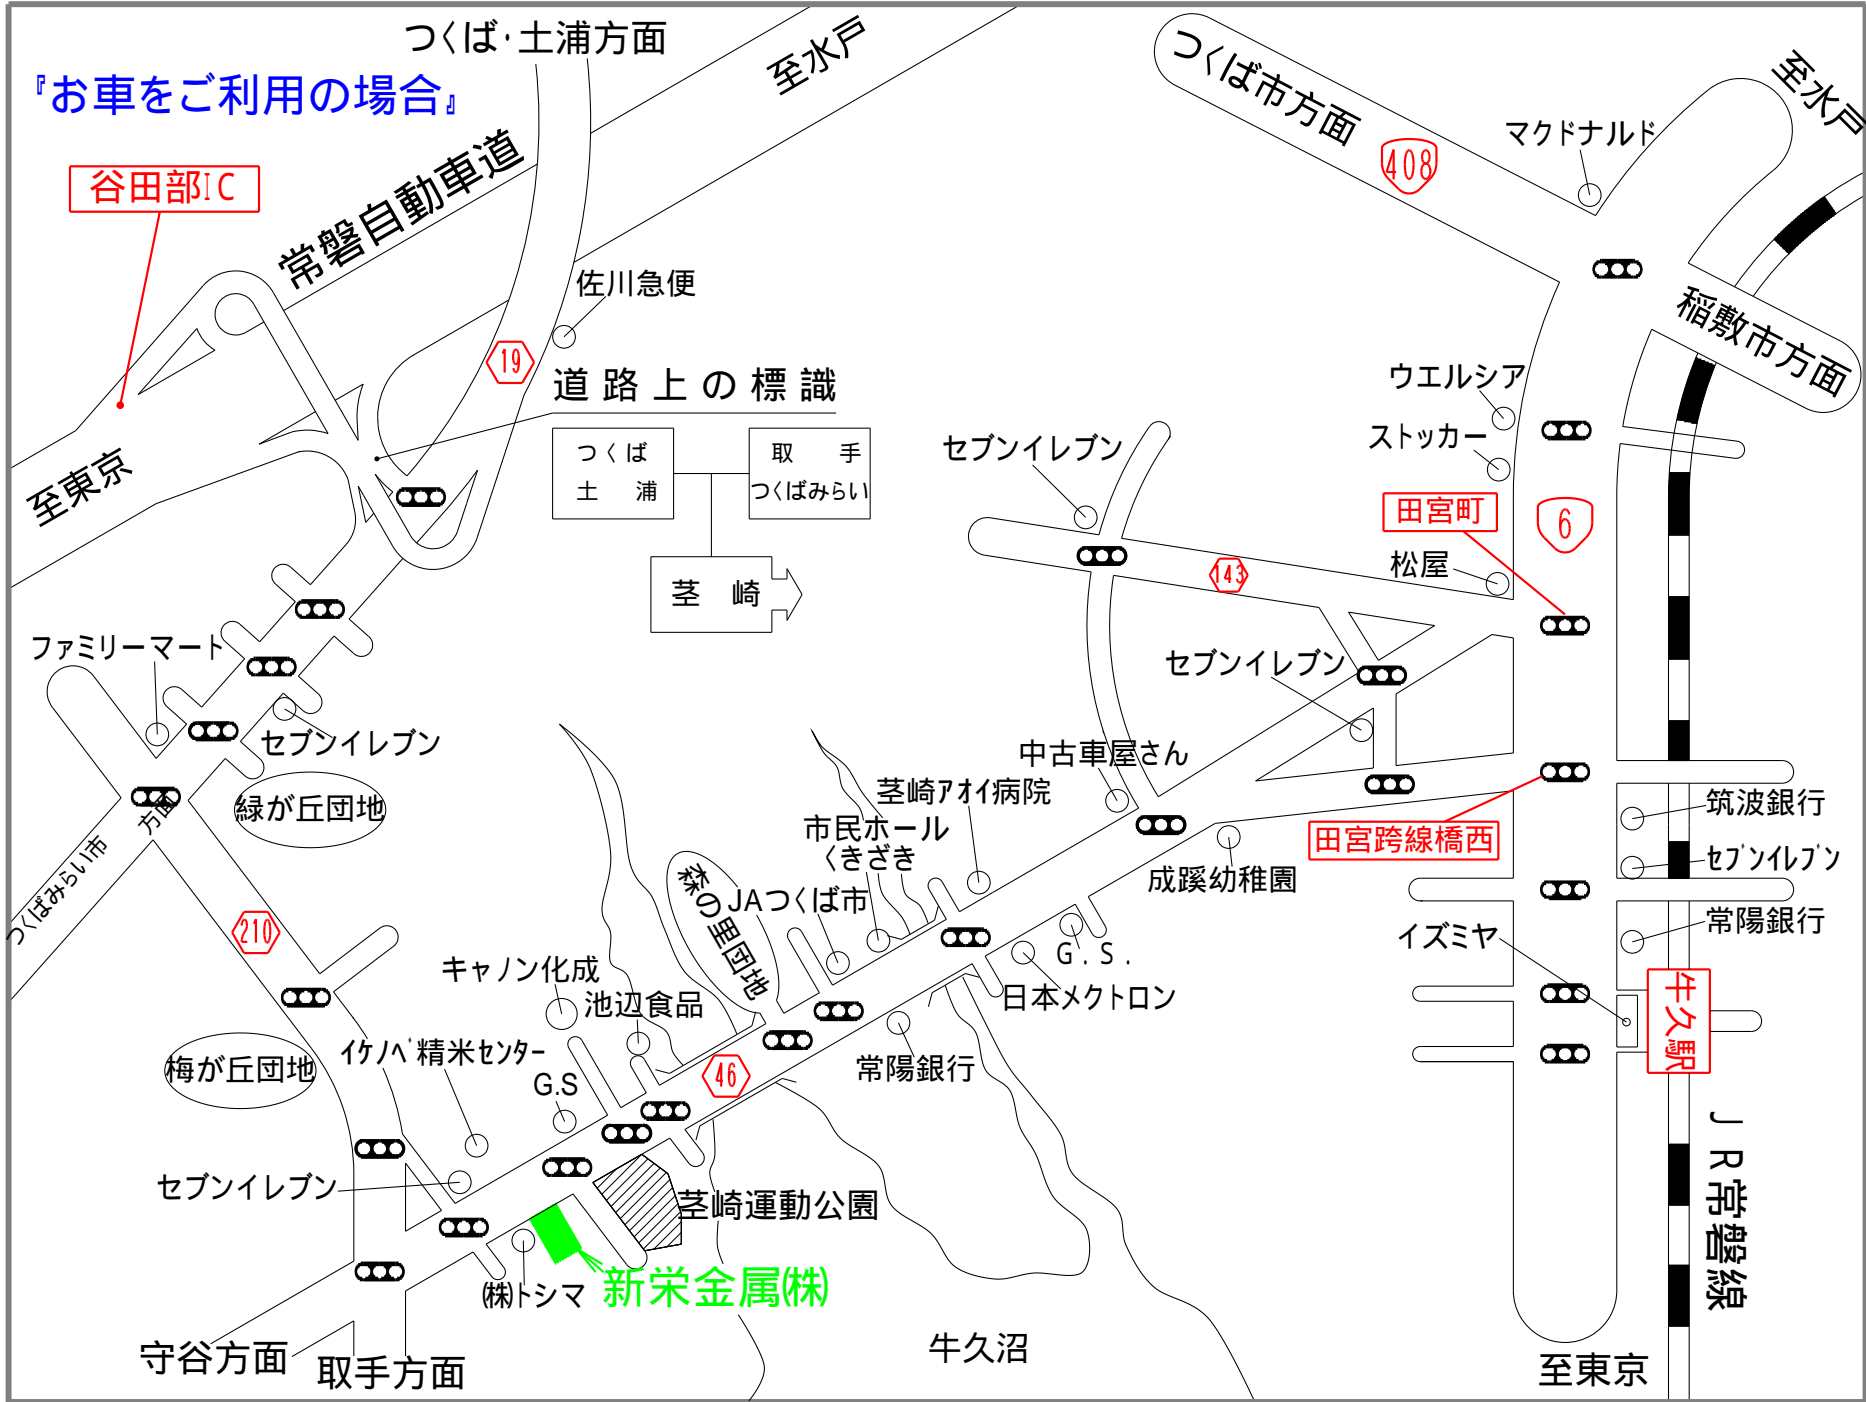 つくば・土浦方面
『お車をご利用の場合』
至水戸
つくば市方面
408
マクドナルド
至水戸
谷田部IC
常磐自動車道
佐川急便
稲敷市方面
19
道路上の標識
つくば
土 浦
取 手
つくばみらい
茎 崎
至東京
セブンイレブン
ウエルシア
ストッカー
田宮町
6
松屋
143
ファミリーマート
セブンイレブン
セブンイレブン
中古車屋さん
茎崎アオイ病院
市民ホール
くきざき
緑が丘団地
つくばみらい市
方面
森の里団地
JAつくば市
成蹊幼稚園
田宮跨線橋西
筑波銀行
セブンイレブン
常陽銀行
イズミヤ
牛久駅
210
キャノン化成
池辺食品
G.S.
日本メクトロン
梅が丘団地
イケノベ精米センター
G.S
46
常陽銀行
セブンイレブン
茎崎運動公園
㈱トシマ
新栄金属㈱
JR常磐線
守谷方面
取手方面
牛久沼
至東京